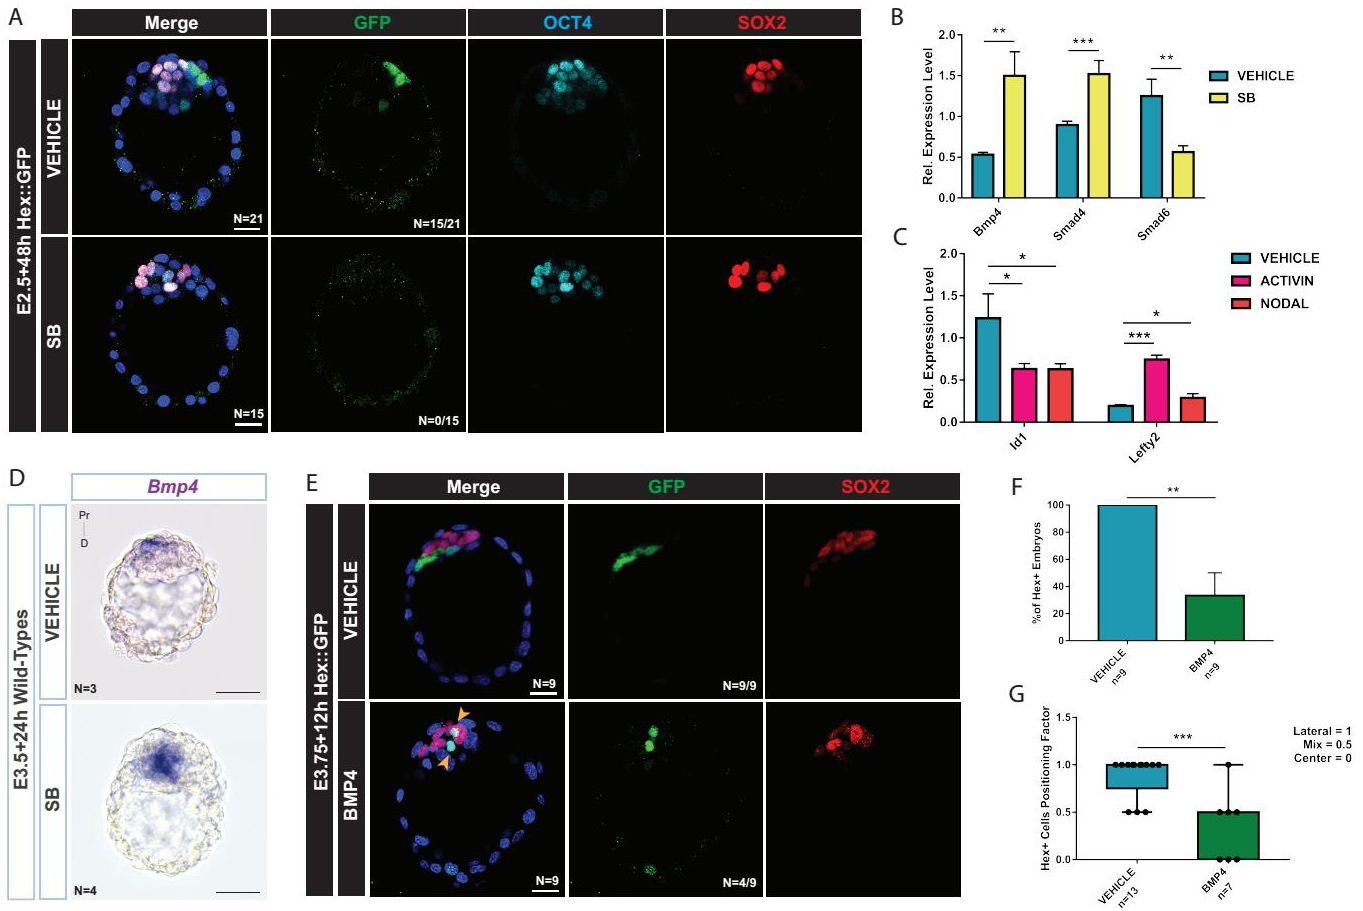 A
Merge
GFP
OCT4
SOX2
E2.5+48h Hex::GFP
VEHICLE
N=21
N=15/21
SB
N=15
N=0/15
B
Rel. Expression Level
2.0
1.5
1.0
0.5
0.0
**
***
**
Bmp4
Smad4
Smad6
VEHICLE
SB
C
Rel. Expression Level
2.0
1.5
1.0
0.5
0.0
*
*
*
***
Id1
Lefty2
VEHICLE
ACTIVIN
NODAL
D
Bmp4
E3.5+24h Wild-Types
VEHICLE
Pr
D
N=3
SB
N=4
E
Merge
GFP
SOX2
E3.75+12h Hex::GFP
VEHICLE
N=9
N=9/9
BMP4
N=9
N=4/9
F
%of Hex+ Embryos
100
80
60
40
20
0
**
VEHICLE
n=9
BMP4
n=9
G
Hex+ Cells Positioning Factor
1.5
1.0
0.5
0.0
***
VEHICLE
n=13
BMP4
n=7
Lateral = 1
Mix = 0.5
Center = 0